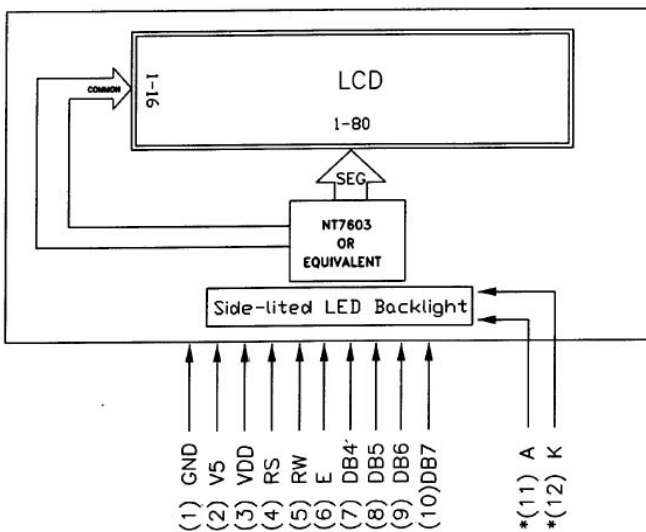 LCD
COMMON
1-16
1-80
SEG
NT7603
OR
EQUIVALENT
Side-lited LED Backlight
(1) GND
(2) V5
(3) VDD
(4) RS
(5) RW
(6) E
(7) DB4
(8) DB5
(9) DB6
(10)DB7
*(11) A
*(12) K